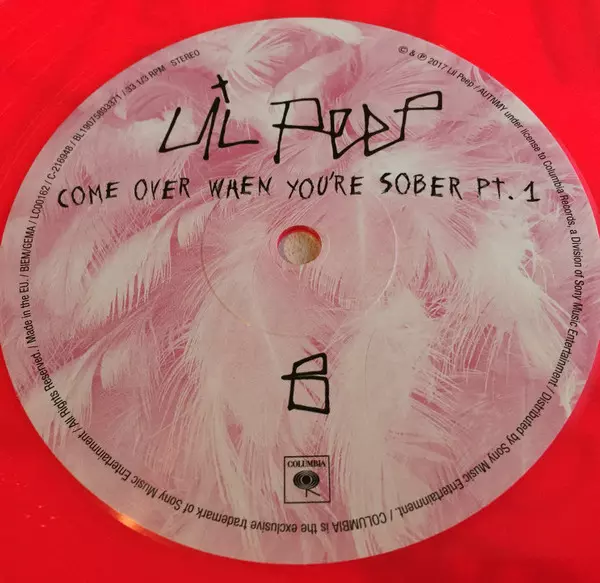 LiL PEEP
COME OVER WHEN YOU'RE SOBER PT. 1
B
COLUMBIA
© & ℗ 2017 Lil Peep / AUTNMY under license to Columbia Records, a Division of Sony Music Entertainment. / Distributed by Sony Music Entertainment. / COLUMBIA is the exclusive trademark of Sony Music Entertainment / All Rights Reserved. / Made in the EU. / BIEM/GEMA / LC00162 / C-216948 / BL19075803371 / 33 1/3 RPM STEREO